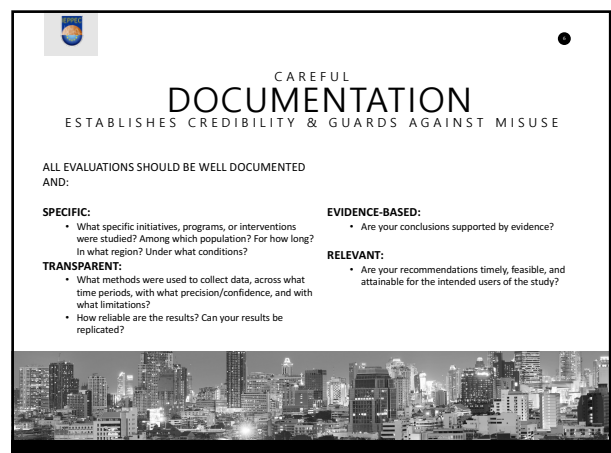 IEPPEC
6
CAREFUL
DOCUMENTATION
ESTABLISHES CREDIBILITY & GUARDS AGAINST MISUSE
ALL EVALUATIONS SHOULD BE WELL DOCUMENTED
AND:
SPECIFIC:
• What specific initiatives, programs, or interventions
were studied? Among which population? For how long?
In what region? Under what conditions?
TRANSPARENT:
• What methods were used to collect data, across what
time periods, with what precision/confidence, and with
what limitations?
• How reliable are the results? Can your results be
replicated?
EVIDENCE-BASED:
• Are your conclusions supported by evidence?
RELEVANT:
• Are your recommendations timely, feasible, and
attainable for the intended users of the study?